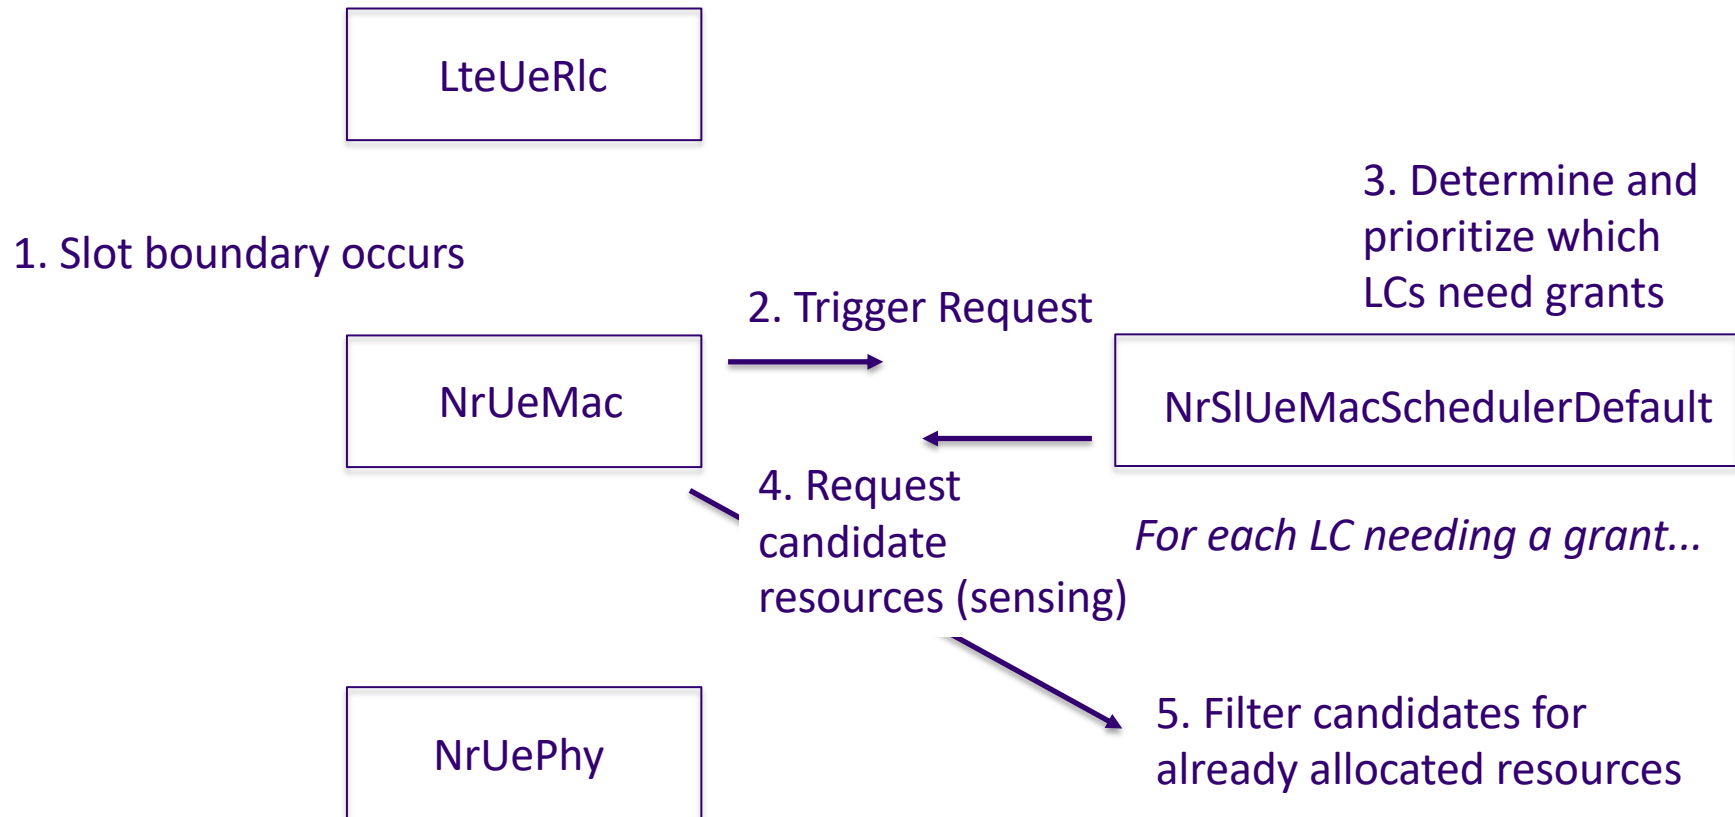 LteUeRlc
1. Slot boundary occurs
3. Determine and
prioritize which
LCs need grants
2. Trigger Request
NrUeMac
NrSlUeMacSchedulerDefault
4. Request
candidate
resources (sensing)
For each LC needing a grant...
NrUePhy
5. Filter candidates for
already allocated resources